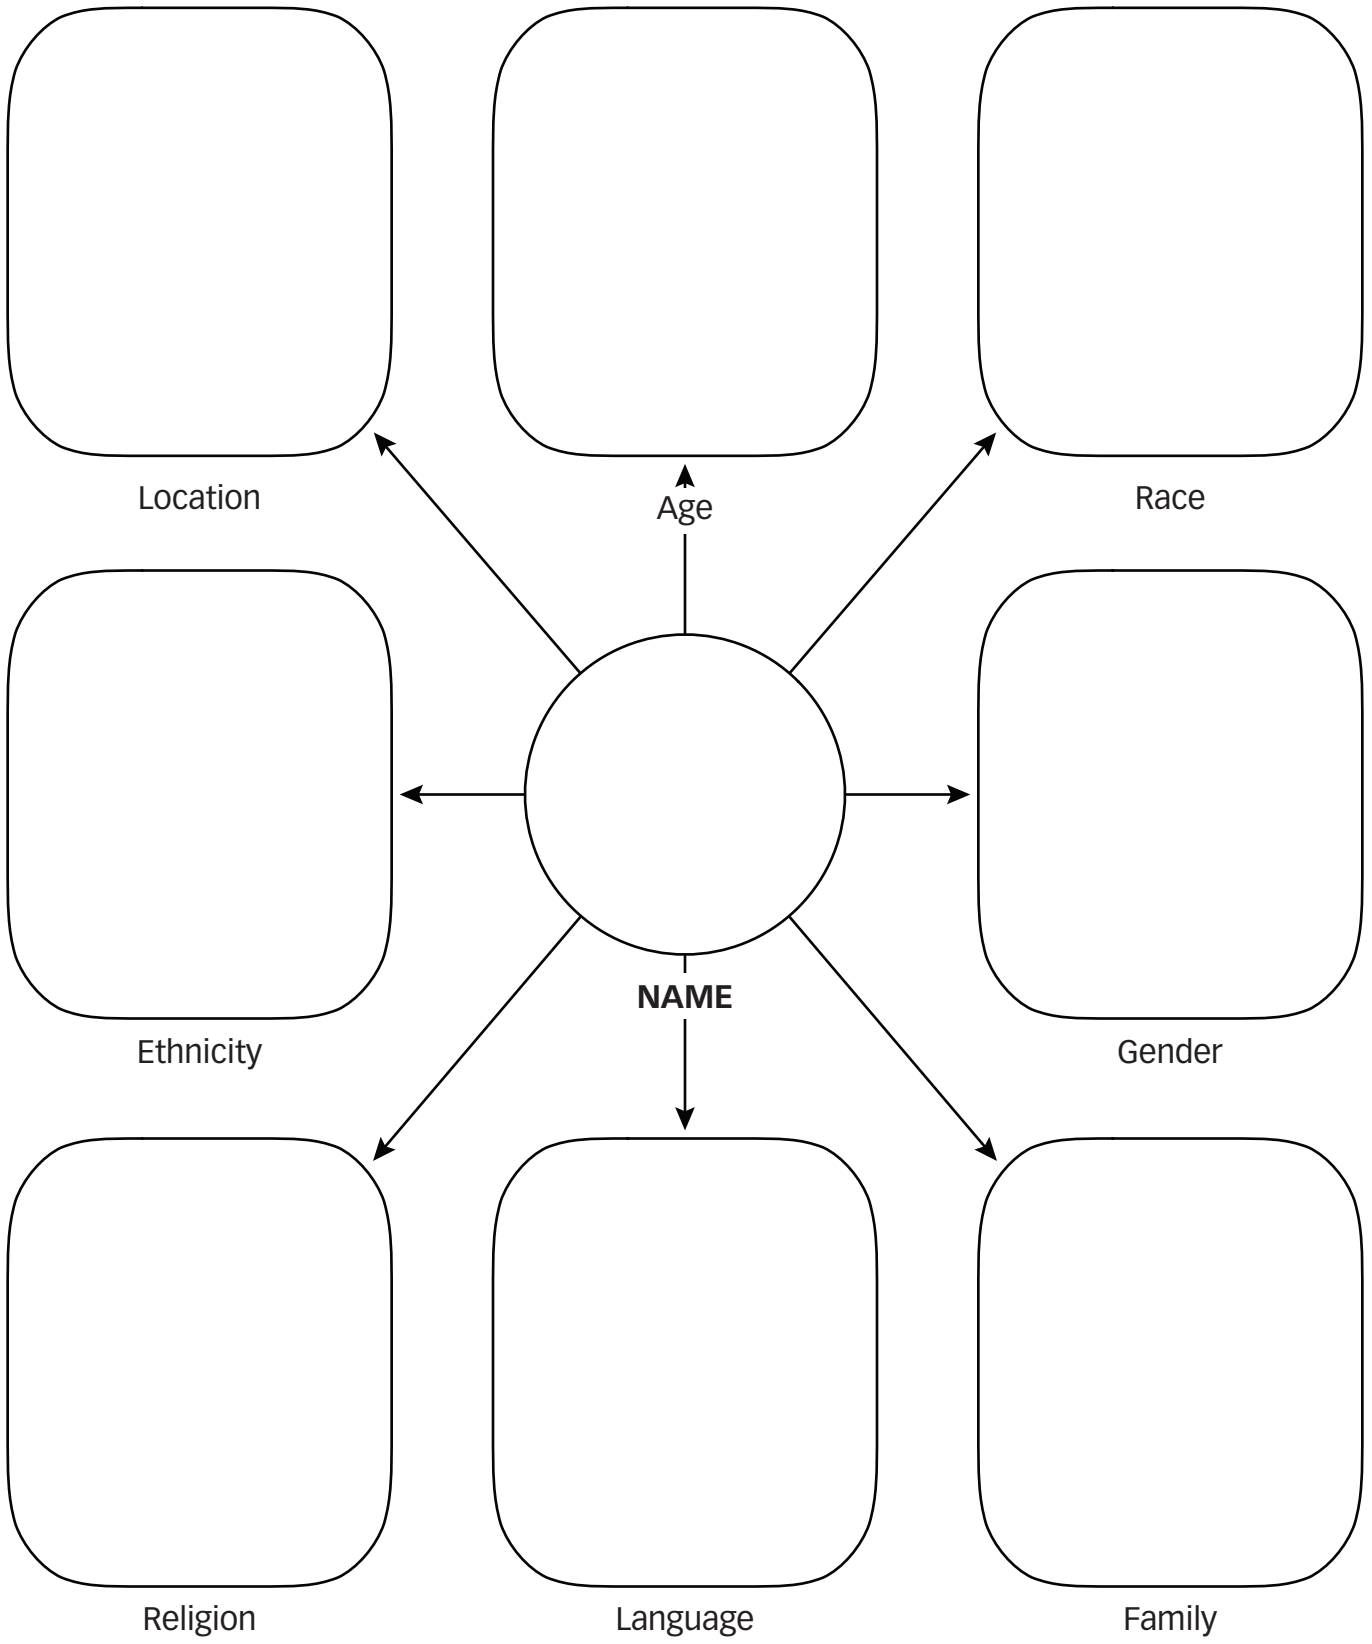 Location
Age
Race
NAME
Ethnicity
Gender
Religion
Language
Family